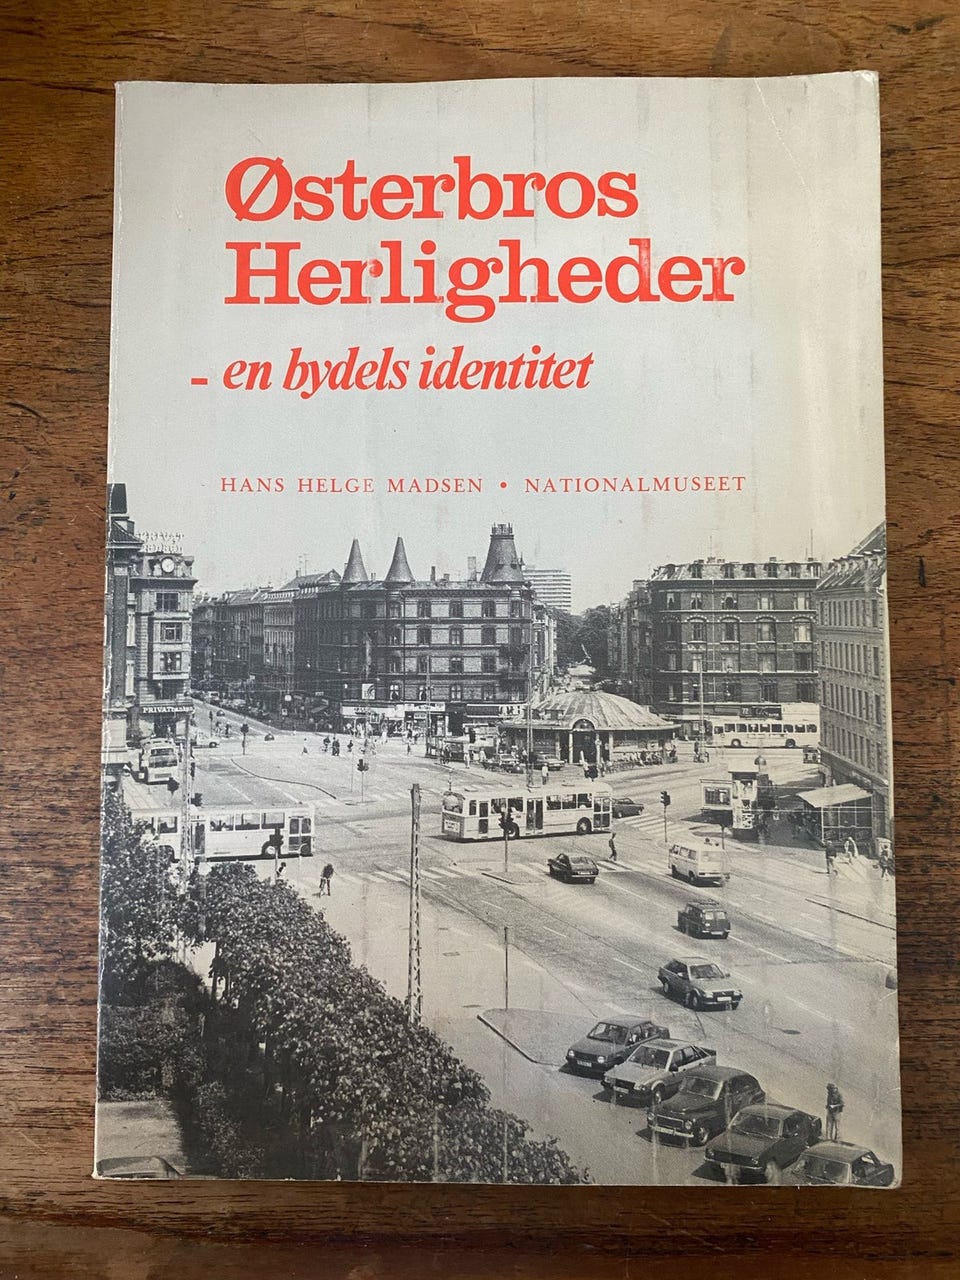 Østerbros
Herligheder
- en bydels identitet
HANS HELGE MADSEN • NATIONALMUSEET
PRIVATbanken